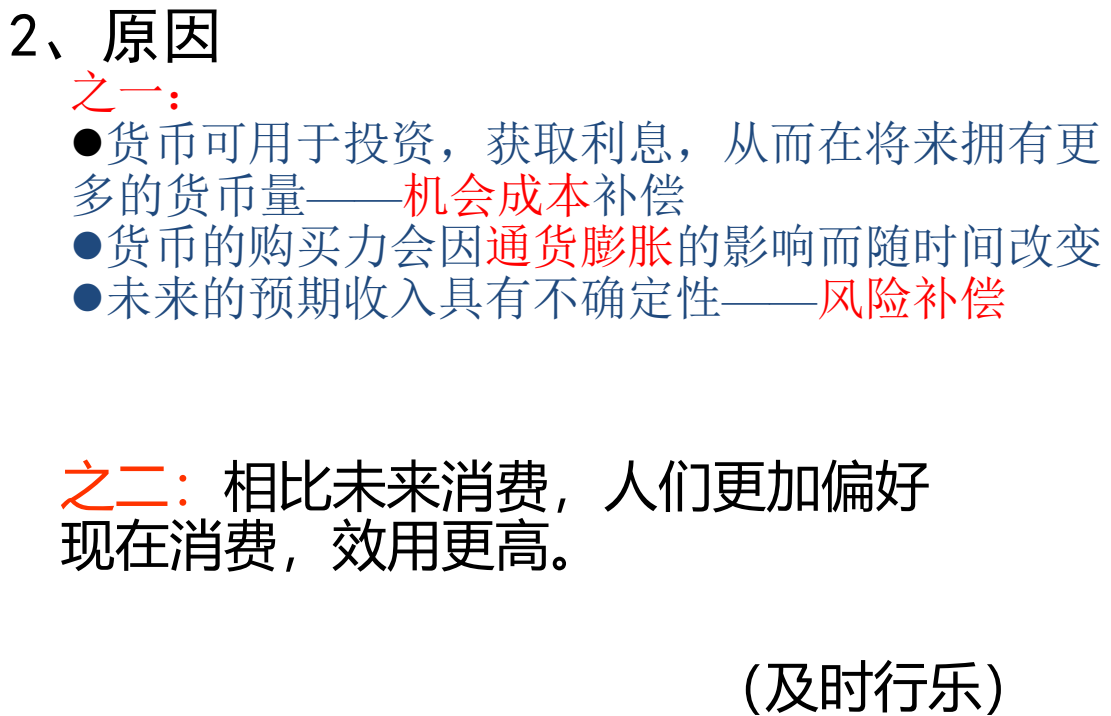 2、原因
之一：
●货币可用于投资，获取利息，从而在将来拥有更
多的货币量——机会成本补偿
●货币的购买力会因通货膨胀的影响而随时间改变
●未来的预期收入具有不确定性——风险补偿
之二：相比未来消费，人们更加偏好
现在消费，效用更高。
（及时行乐）